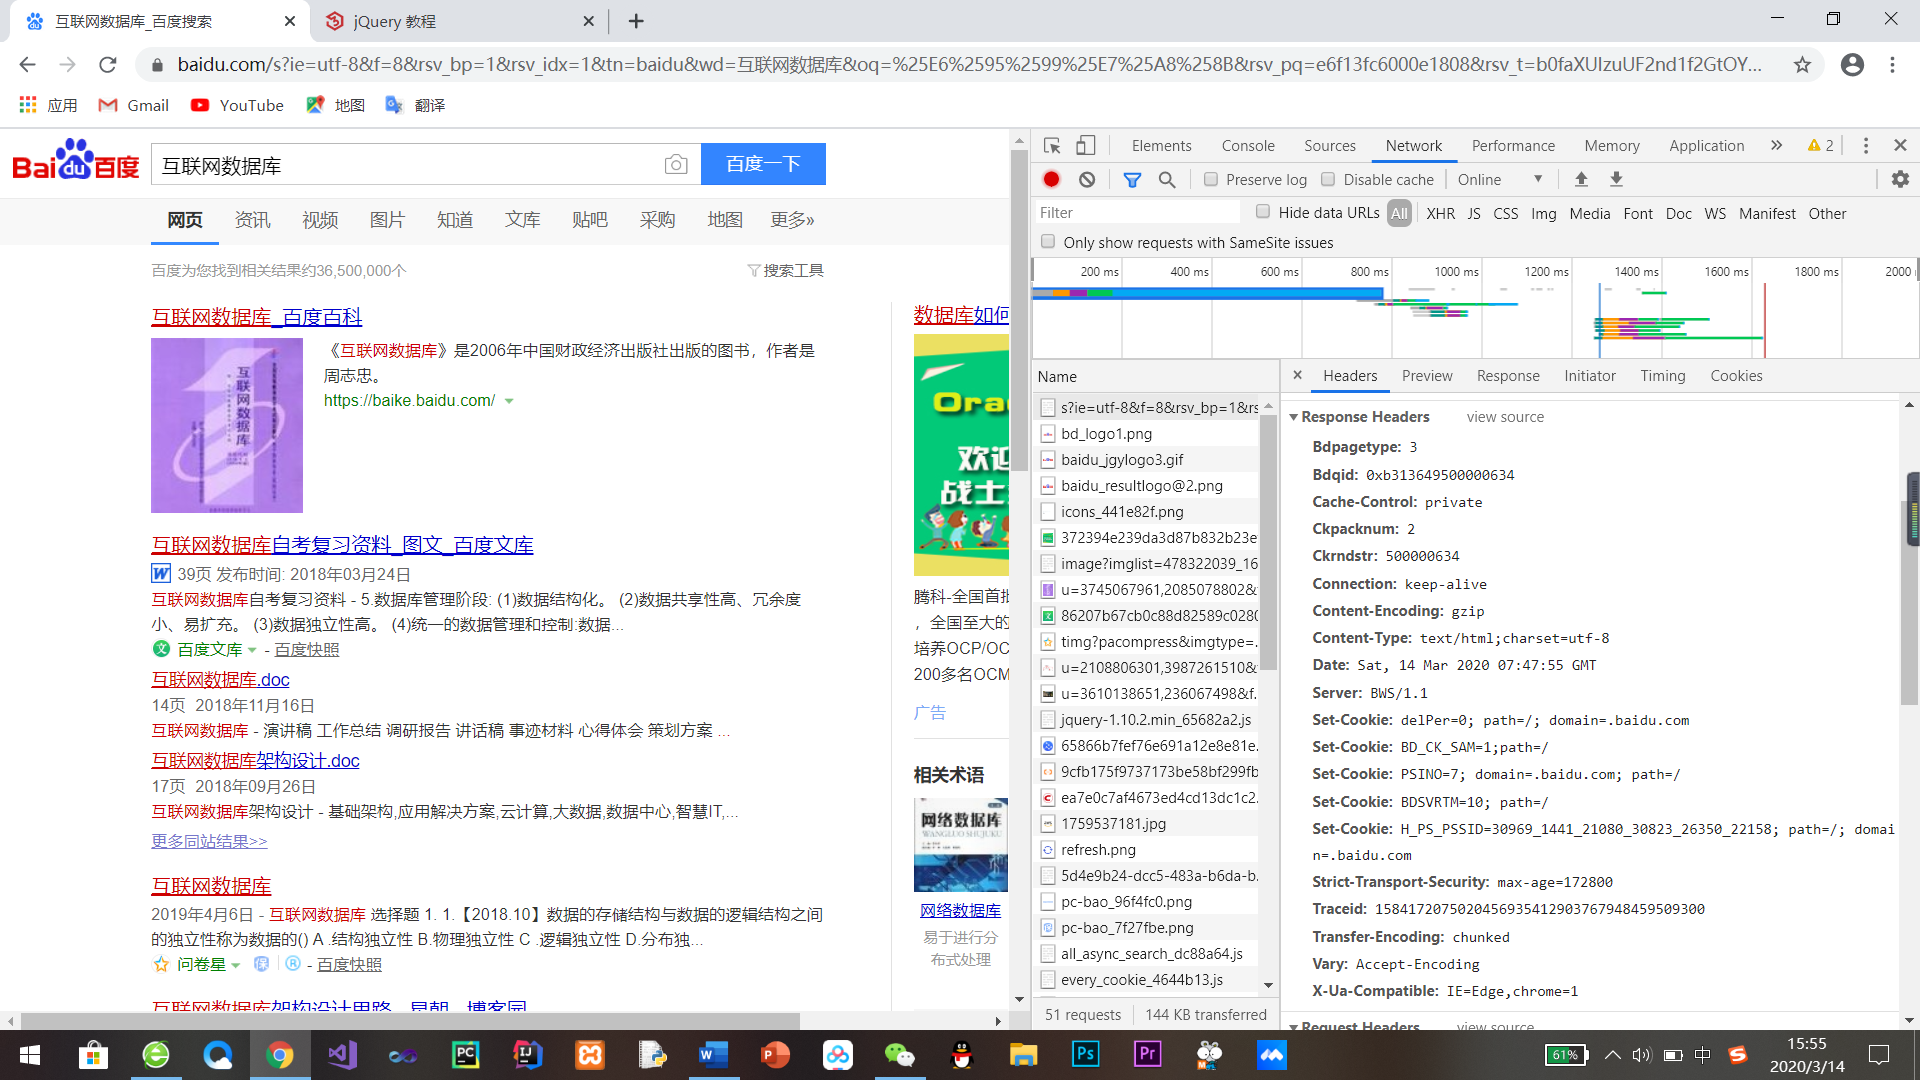 互联网数据库_百度搜索
jQuery 教程
baidu.com/s?ie=utf-8&f=8&rsv_bp=1&rsv_idx=1&tn=baidu&wd=互联网数据库&oq=%25E6%2595%2599%25E7%25A8%258B&rsv_pq=e6f13fc6000e1808&rsv_t=b0faXUIzuUF2nd1f2GtOY...
应用 Gmail YouTube 地图 翻译
Bai du 百度
互联网数据库
百度一下
网页 资讯 视频 图片 知道 文库 贴吧 采购 地图 更多»
百度为您找到相关结果约36,500,000个
搜索工具
互联网数据库_百度百科
《互联网数据库》是2006年中国财政经济出版社出版的图书，作者是
周志忠。
https://baike.baidu.com/
互联网数据库
互联网数据库自考复习资料_图文_百度文库
39页 发布时间: 2018年03月24日
互联网数据库自考复习资料 - 5.数据库管理阶段: (1)数据结构化。 (2)数据共享性高、冗余度
小、易扩充。 (3)数据独立性高。 (4)统一的数据管理和控制:数据...
百度文库 - 百度快照
互联网数据库.doc
14页 2018年11月16日
互联网数据库 - 演讲稿 工作总结 调研报告 讲话稿 事迹材料 心得体会 策划方案 ...
互联网数据库架构设计.doc
17页 2018年09月26日
互联网数据库架构设计 - 基础架构,应用解决方案,云计算,大数据,数据中心,智慧IT,...
更多同站结果>>
互联网数据库
2019年4月6日 - 互联网数据库 选择题 1. 1.【2018.10】数据的存储结构与数据的逻辑结构之间
的独立性称为数据的() A .结构独立性 B.物理独立性 C .逻辑独立性 D.分布独...
问卷星 - 百度快照
互联网数据库架构设计思路 - 晨朝 - 博客园
数据库如何
Orac
欢迎
战士
腾科-全国首批
，全国至大的
培养OCP/OC
200多名OCM
广告
相关术语
网络数据库
WANGLUO SHUJUKU
网络数据库
易于进行分
布式处理
Elements Console Sources Network Performance Memory Application » 2
Preserve log Disable cache Online
Filter
Hide data URLs All XHR JS CSS Img Media Font Doc WS Manifest Other
Only show requests with SameSite issues
200 ms 400 ms 600 ms 800 ms 1000 ms 1200 ms 1400 ms 1600 ms 1800 ms 2000
Name
s?ie=utf-8&f=8&rsv_bp=1&rs
bd_logo1.png
baidu_jgylogo3.gif
baidu_resultlogo@2.png
icons_441e82f.png
372394e239da3d87b832b23e
image?imglist=478322039_16
u=3745067961,2085078802&
86207b67cb0c88d82589c0280
timg?pacompress&imgtype=.
u=2108806301,3987261510&
u=3610138651,236067498&f.
jquery-1.10.2.min_65682a2.js
65866b7fef76e691a12e8e81e.
9cfb175f9737173be58bf299fb
ea7e0c7af4673ed4cd13dc1c2.
1759537181.jpg
refresh.png
5d4e9b24-dcc5-483a-b6da-b.
pc-bao_96f4fc0.png
pc-bao_7f27fbe.png
all_async_search_dc88a64.js
every_cookie_4644b13.js
51 requests 144 KB transferred
Headers Preview Response Initiator Timing Cookies
Response Headers view source
Bdpagetype: 3
Bdqid: 0xb313649500000634
Cache-Control: private
Ckpacknum: 2
Ckrndstr: 500000634
Connection: keep-alive
Content-Encoding: gzip
Content-Type: text/html;charset=utf-8
Date: Sat, 14 Mar 2020 07:47:55 GMT
Server: BWS/1.1
Set-Cookie: delPer=0; path=/; domain=.baidu.com
Set-Cookie: BD_CK_SAM=1;path=/
Set-Cookie: PSINO=7; domain=.baidu.com; path=/
Set-Cookie: BDSVRTM=10; path=/
Set-Cookie: H_PS_PSSID=30969_1441_21080_30823_26350_22158; path=/; domai
n=.baidu.com
Strict-Transport-Security: max-age=172800
Traceid: 1584172075020456935412903767948459509300
Transfer-Encoding: chunked
Vary: Accept-Encoding
X-Ua-Compatible: IE=Edge,chrome=1
Request Headers view source
61%
中
15:55
2020/3/14